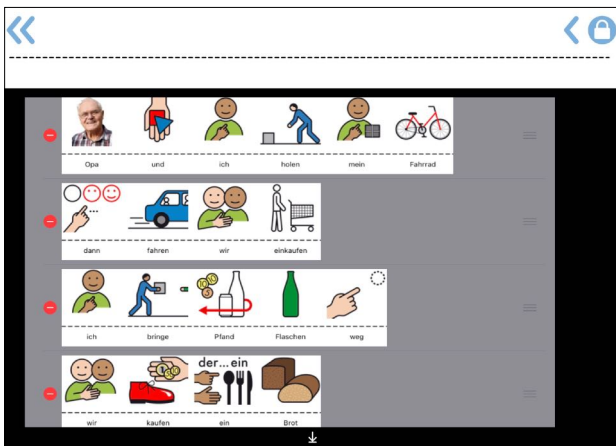 Opa und ich holen mein Fahrrad
dann fahren wir einkaufen
ich bringe Pfand Flaschen weg
der...ein
wir kaufen ein Brot